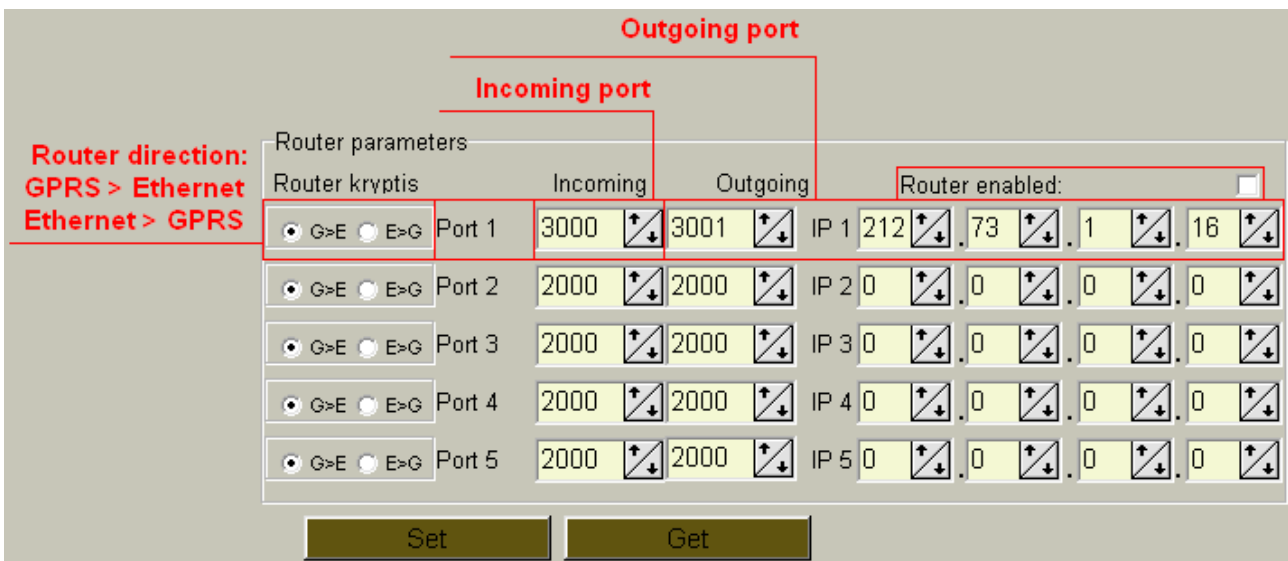 Outgoing port
Incoming port
Router direction:
GPRS > Ethernet
Ethernet > GPRS
Router parameters
Router kryptis Incoming Outgoing Router enabled:
G>E E>G Port 1 3000 3001 IP 1 212 . 73 . 1 . 16
G>E E>G Port 2 2000 2000 IP 2 0 . 0 . 0 . 0
G>E E>G Port 3 2000 2000 IP 3 0 . 0 . 0 . 0
G>E E>G Port 4 2000 2000 IP 4 0 . 0 . 0 . 0
G>E E>G Port 5 2000 2000 IP 5 0 . 0 . 0 . 0
Set Get